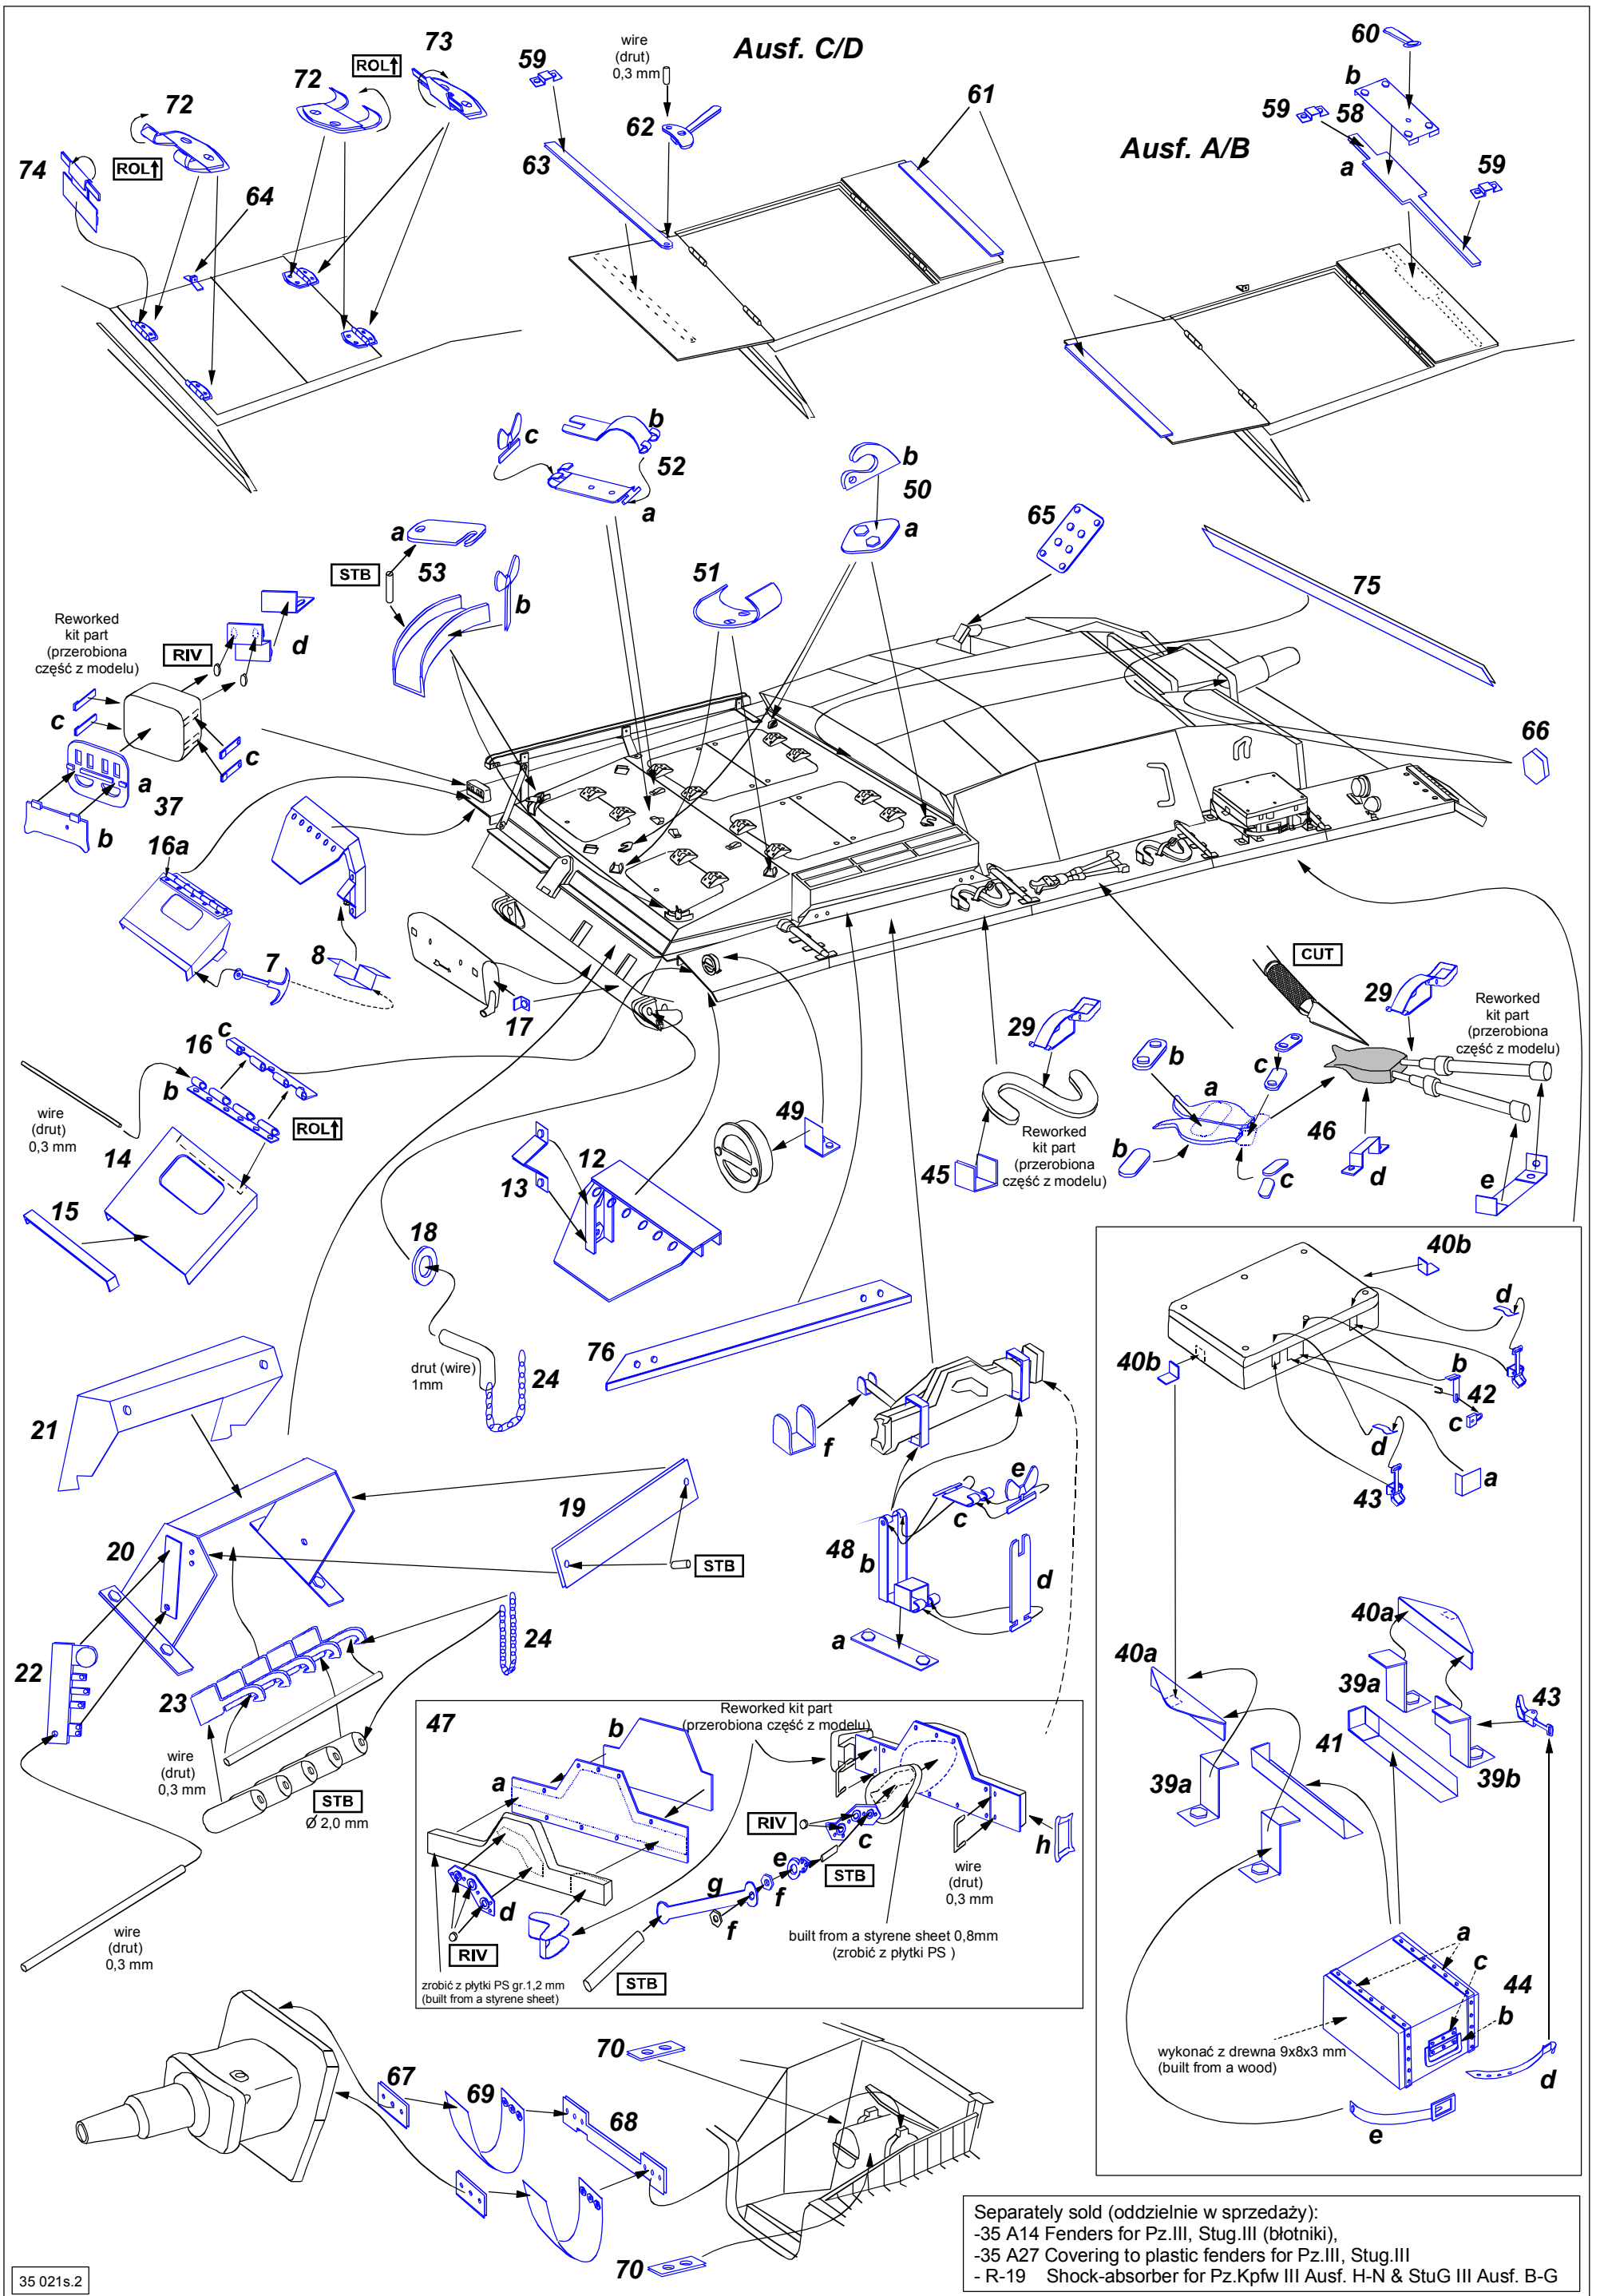 Ausf. C/D
Ausf. A/B
wire
(drut)
0,3 mm
73
ROL↑
72
72
ROL↑
74
64
59
62
63
61
60
b
58
59
a
59
c
b
52
a
b
50
a
65
75
a
STB
53
b
51
Reworked
kit part
(przerobiona
część z modelu)
RIV
d
c
c
a
37
b
66
16a
7
8
17
16
c
b
ROL↑
wire
(drut)
0,3 mm
14
15
13
12
18
drut (wire)
1mm
24
49
29
45
Reworked
kit part
(przerobiona
część z modelu)
CUT
29
Reworked
kit part
(przerobiona
część z modelu)
b
a
c
b
c
46
d
e
76
21
20
19
STB
22
23
24
wire
(drut)
0,3 mm
STB
Ø 2,0 mm
wire
(drut)
0,3 mm
f
e
c
48
b
d
a
40b
d
40b
b
42
c
d
43
a
40a
40a
39a
43
41
39a
39b
a
c
44
b
wykonać z drewna 9x8x3 mm
(built from a wood)
d
e
47
Reworked kit part
(przerobiona część z modelu)
b
a
RIV
c
h
e
STB
wire
(drut)
0,3 mm
g
f
f
d
RIV
built from a styrene sheet 0,8mm
(zrobić z płytki PS )
STB
zrobić z płytki PS gr.1,2 mm
(built from a styrene sheet)
67
69
68
70
70
Separately sold (oddzielnie w sprzedaży):
-35 A14 Fenders for Pz.III, Stug.III (błotniki),
-35 A27 Covering to plastic fenders for Pz.III, Stug.III
- R-19 Shock-absorber for Pz.Kpfw III Ausf. H-N & StuG III Ausf. B-G
35 021s.2